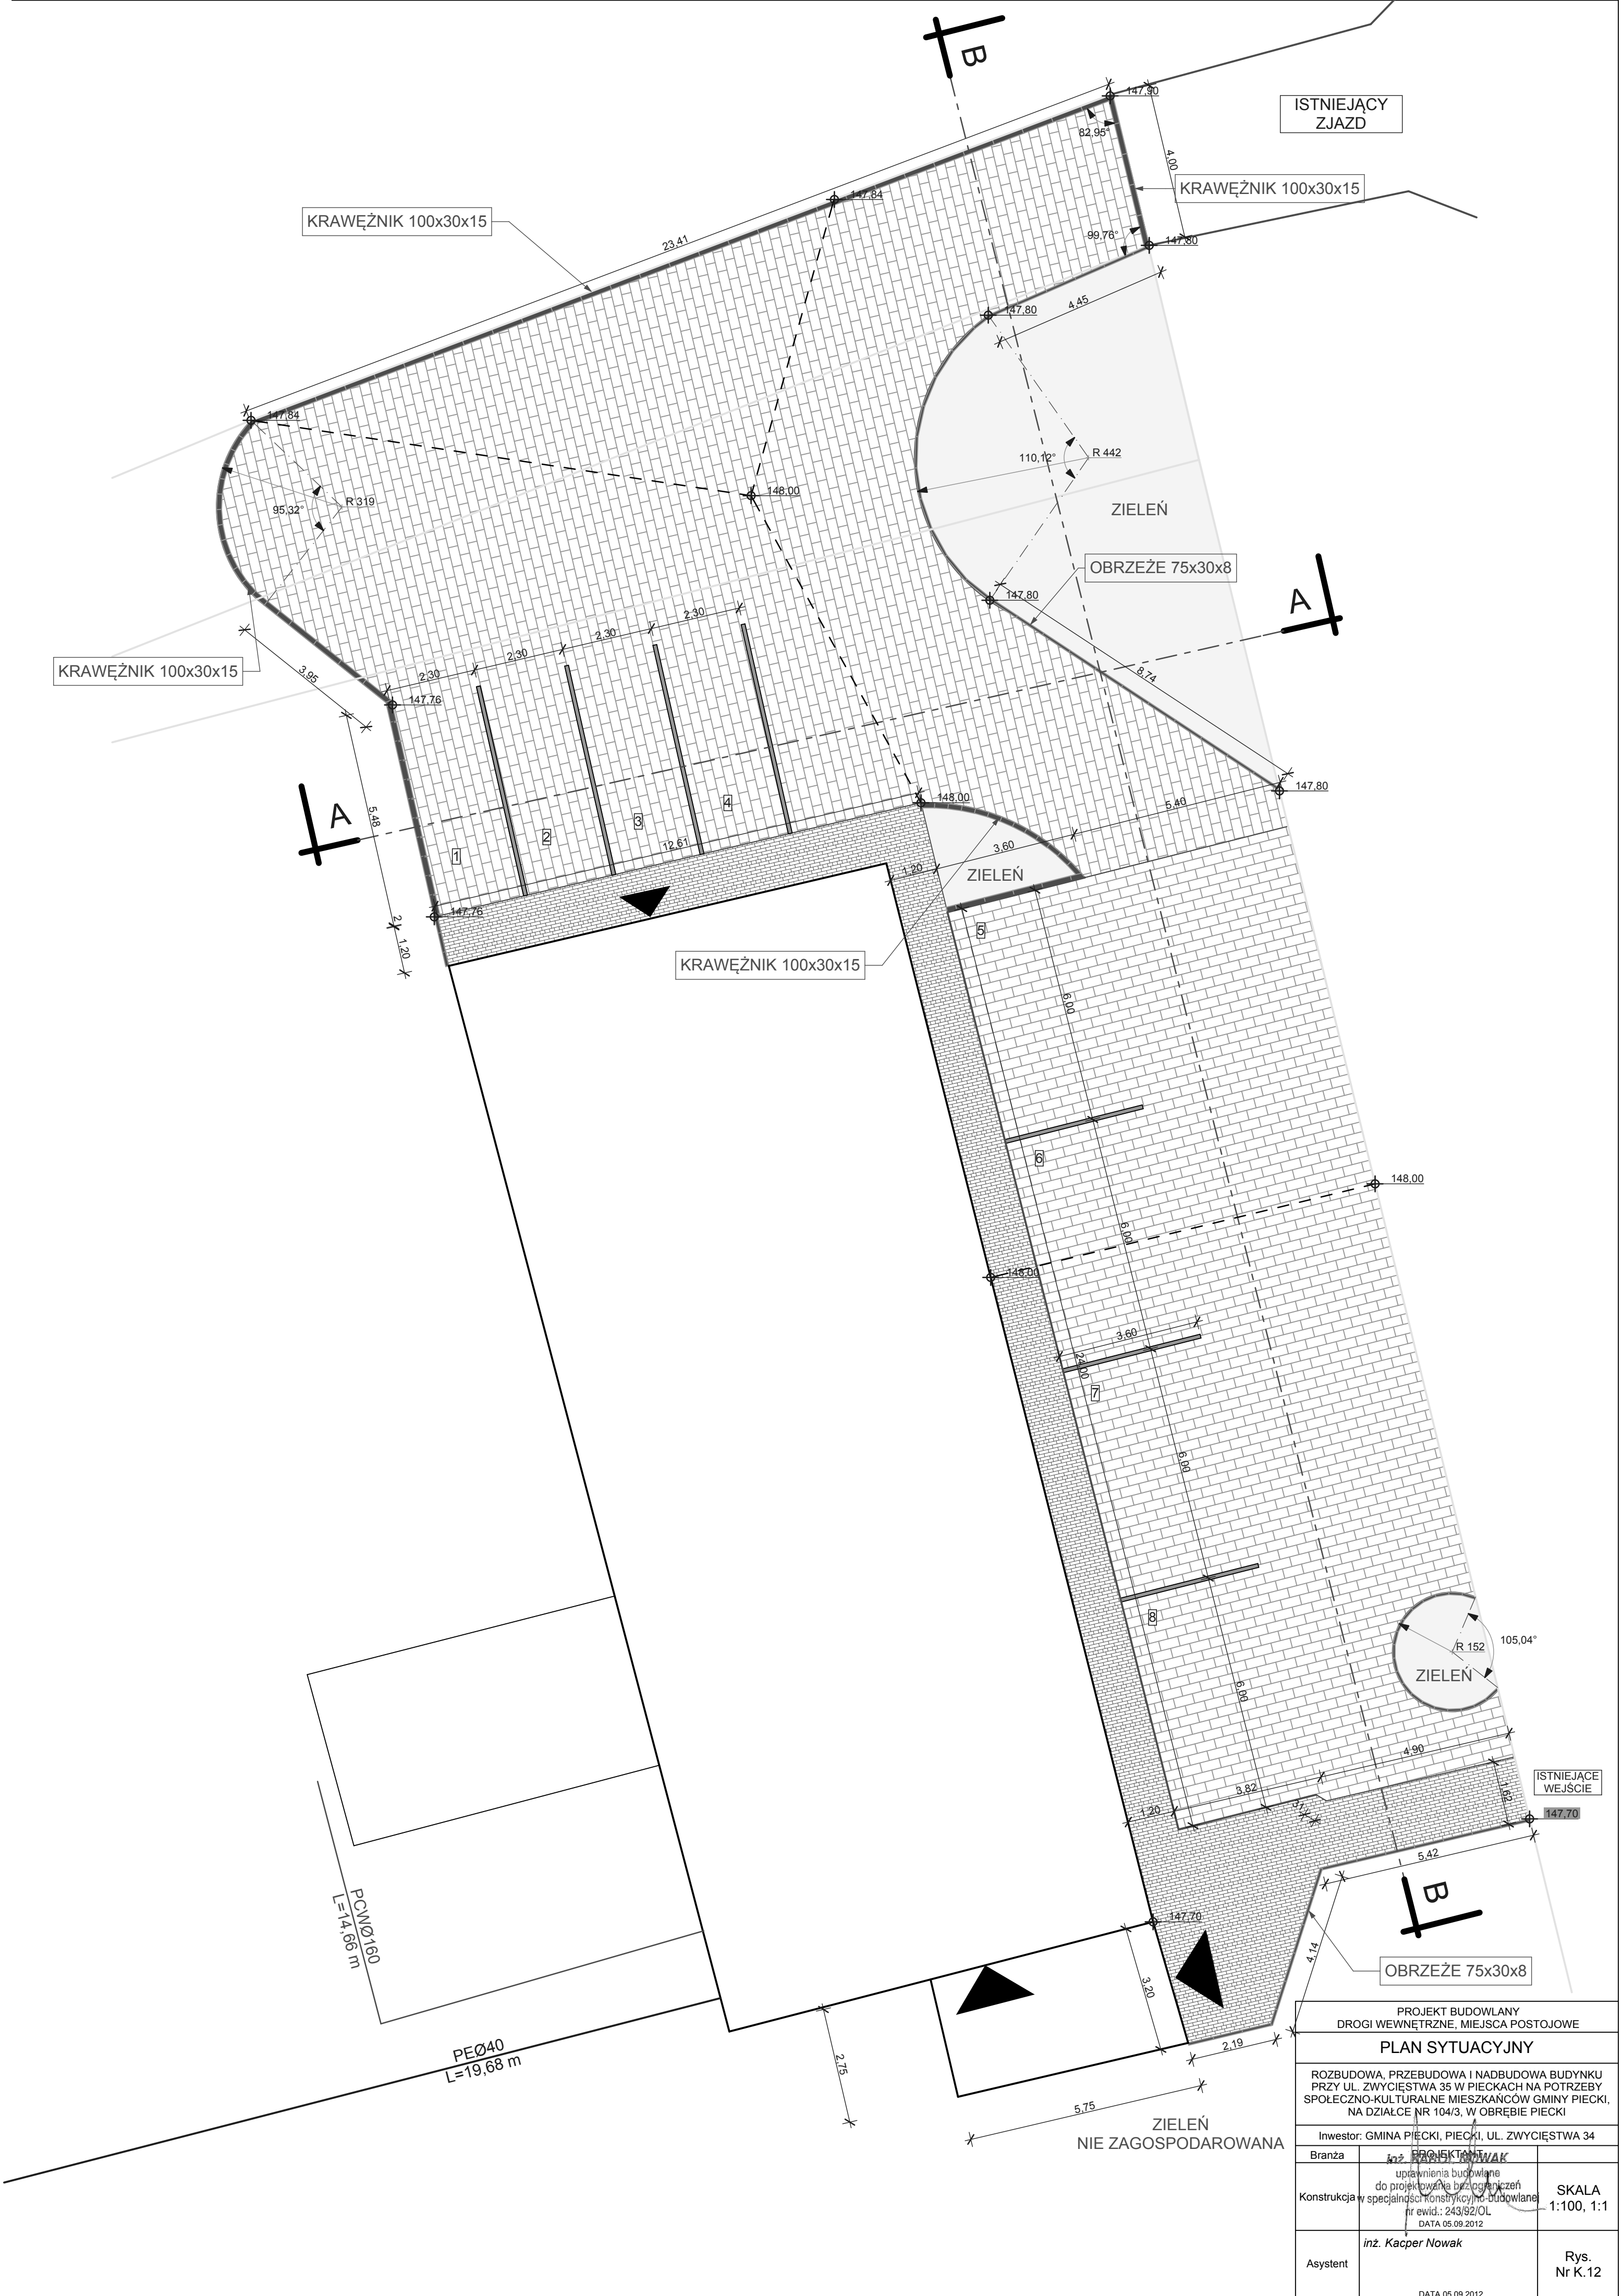 B
147,90
ISTNIEJĄCY
ZJAZD
82,95°
4,00
KRAWĘŻNIK 100x30x15
147,84
KRAWĘŻNIK 100x30x15
23,41
99,76°
147,80
4,45
147,80
147,84
110,12°
R 442
148,00
R 319
95,32°
ZIELEŃ
OBRZEŻE 75x30x8
147,80
A
2,30
2,30
2,30
2,30
KRAWĘŻNIK 100x30x15
3,95
147,76
8,74
147,80
148,00
5,40
A
5,48
1
2
3
4
12,61
3,60
1,20
ZIELEŃ
147,76
2
1,20
5
KRAWĘŻNIK 100x30x15
6,00
6
148,00
6,00
148,00
3,60
24,00
7
6,00
8
R 152
105,04°
ZIELEŃ
6,00
4,90
ISTNIEJĄCE
WEJŚCIE
3,82
1,62
31
1,20
147,70
5,42
B
PCWØ160
L=14,66 m
147,70
4,14
OBRZEŻE 75x30x8
3,20
PEØ40
L=19,68 m
2,75
2,19
5,75
ZIELEŃ
NIE ZAGOSPODAROWANA
PROJEKT BUDOWLANY
DROGI WEWNĘTRZNE, MIEJSCA POSTOJOWE
PLAN SYTUACYJNY
ROZBUDOWA, PRZEBUDOWA I NADBUDOWA BUDYNKU
PRZY UL. ZWYCIĘSTWA 35 W PIECKACH NA POTRZEBY
SPOŁECZNO-KULTURALNE MIESZKAŃCÓW GMINY PIECKI,
NA DZIAŁCE NR 104/3, W OBRĘBIE PIECKI
Inwestor: GMINA PIECKI, PIECKI, UL. ZWYCIĘSTWA 34
Branża
PROJEKTANT
inż. KAROL NOWAK
uprawnienia budowlane
do projektowania bez ograniczeń
w specjalności konstrykcyjno-budowlanej
nr ewid.: 243/92/OL
DATA 05.09.2012
Konstrukcja
SKALA
1:100, 1:1
inż. Kacper Nowak
Asystent
Rys.
Nr K.12
DATA 05.09.2012